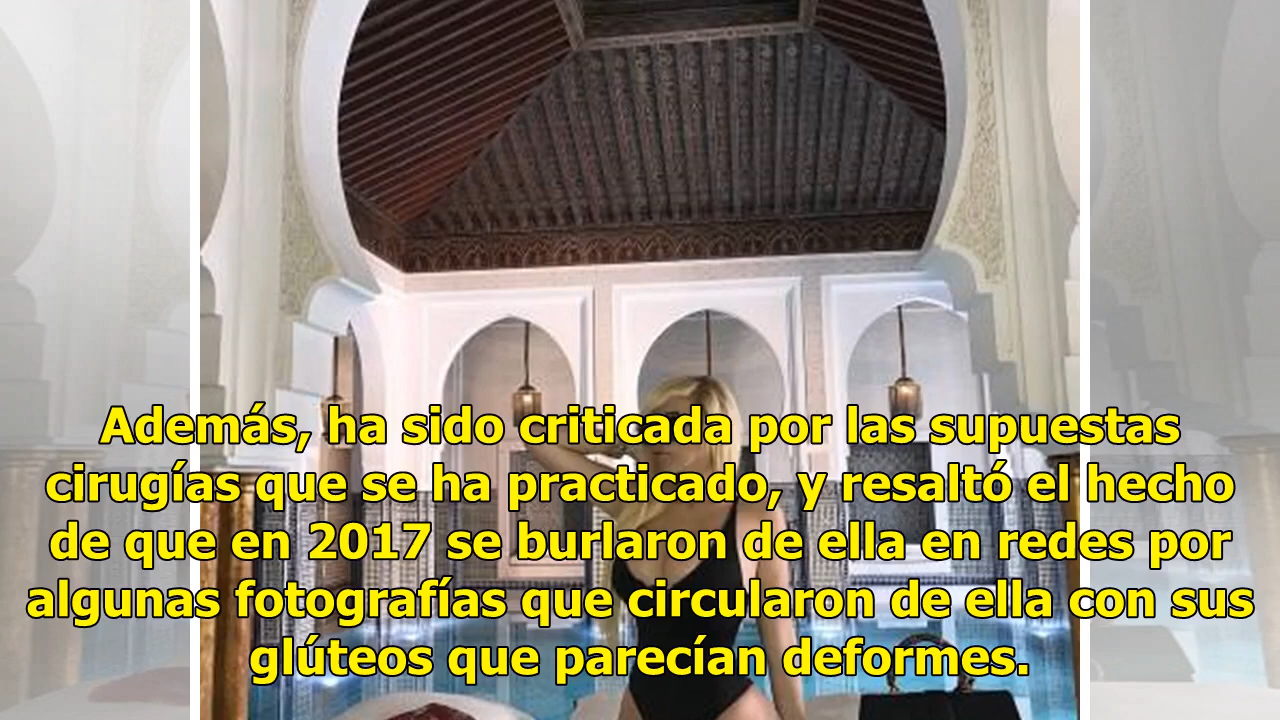 Además, ha sido criticada por las supuestas
cirugías que se ha practicado, y resaltó el hecho
de que en 2017 se burlaron de ella en redes por
algunas fotografías que circularon de ella con sus
glúteos que parecían deformes.